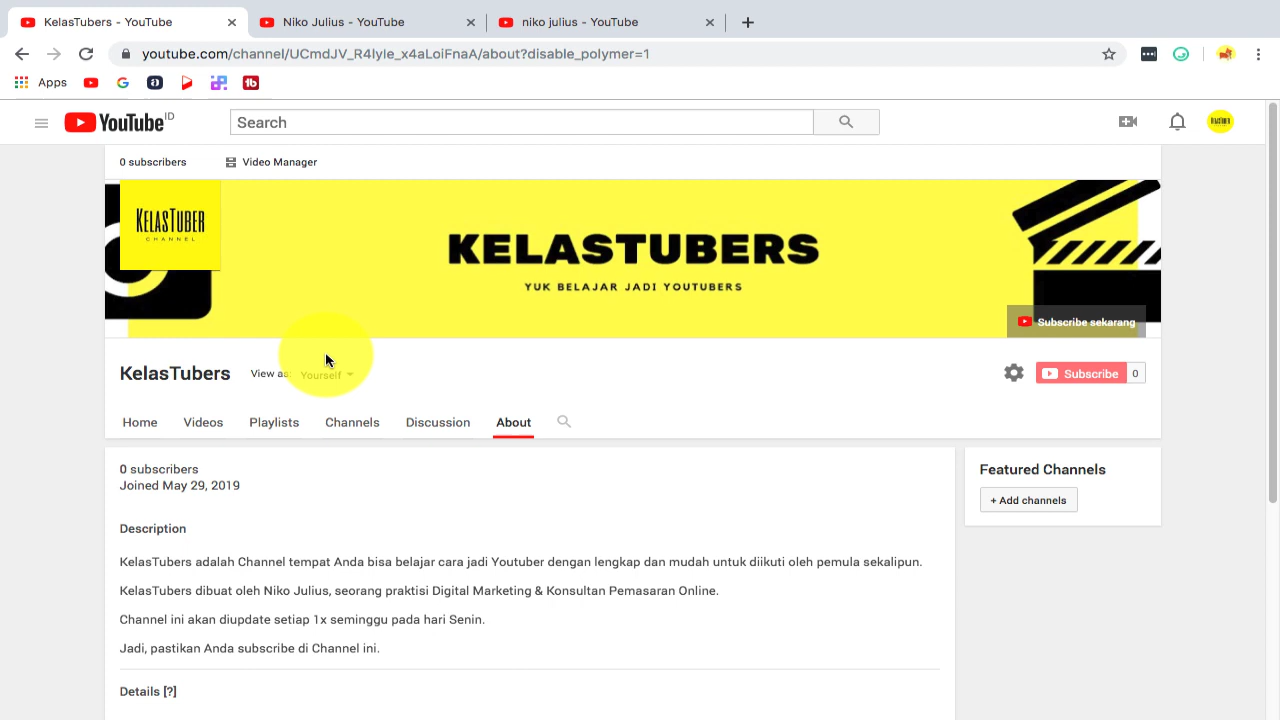 KelasTubers - YouTube
Niko Julius - YouTube
niko julius - YouTube
youtube.com/channel/UCmdJV_R4lyIe_x4aLoiFnaA/about?disable_polymer=1
Apps
YouTube ID
Search
0 subscribers
Video Manager
KELASTUBER
CHANNEL
KELASTUBERS
YUK BELAJAR JADI YOUTUBERS
Subscribe sekarang
KelasTubers
View as: Yourself
Subscribe 0
Home Videos Playlists Channels Discussion About
0 subscribers
Joined May 29, 2019
Featured Channels
+ Add channels
Description
KelasTubers adalah Channel tempat Anda bisa belajar cara jadi Youtuber dengan lengkap dan mudah untuk diikuti oleh pemula sekalipun.
KelasTubers dibuat oleh Niko Julius, seorang praktisi Digital Marketing & Konsultan Pemasaran Online.
Channel ini akan diupdate setiap 1x seminggu pada hari Senin.
Jadi, pastikan Anda subscribe di Channel ini.
Details [?]